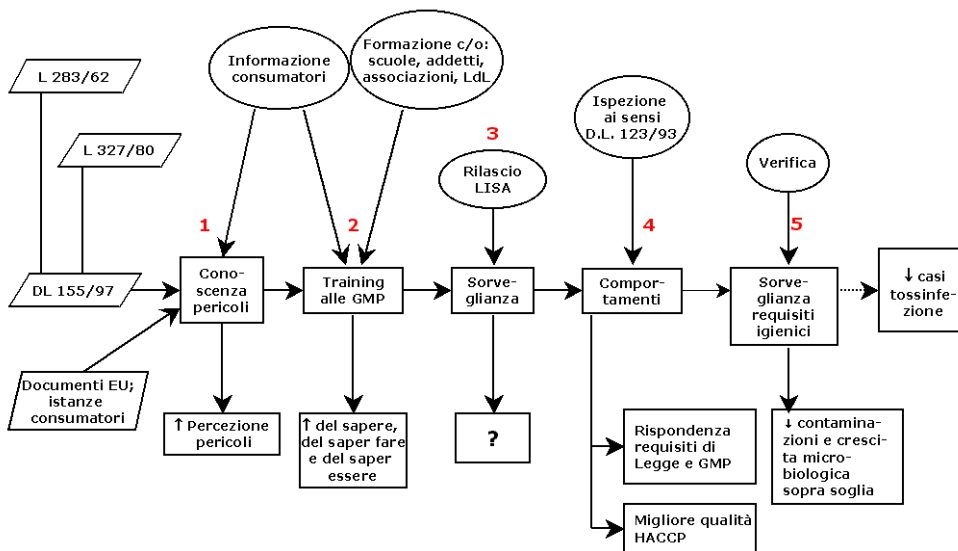 L 283/62
L 327/80
DL 155/97
Documenti EU;
istanze
consumatori
Informazione
consumatori
Formazione c/o:
scuole, addetti,
associazioni, LdL
1
Cono-
scenza
pericoli
↑ Percezione
pericoli
2
Training
alle GMP
↑ del sapere,
del saper fare
e del saper
essere
3
Rilascio
LISA
Sorve-
glianza
?
Ispezione
ai sensi
D.L. 123/93
4
Compor-
tamenti
Rispondenza
requisiti di
Legge e GMP
Migliore qualità
HACCP
Verifica
5
Sorve-
glianza
requisiti
igienici
↓ contamina-
zioni e cresci-
ta micro-
biologica
sopra soglia
↓ casi
tossinfe-
zione